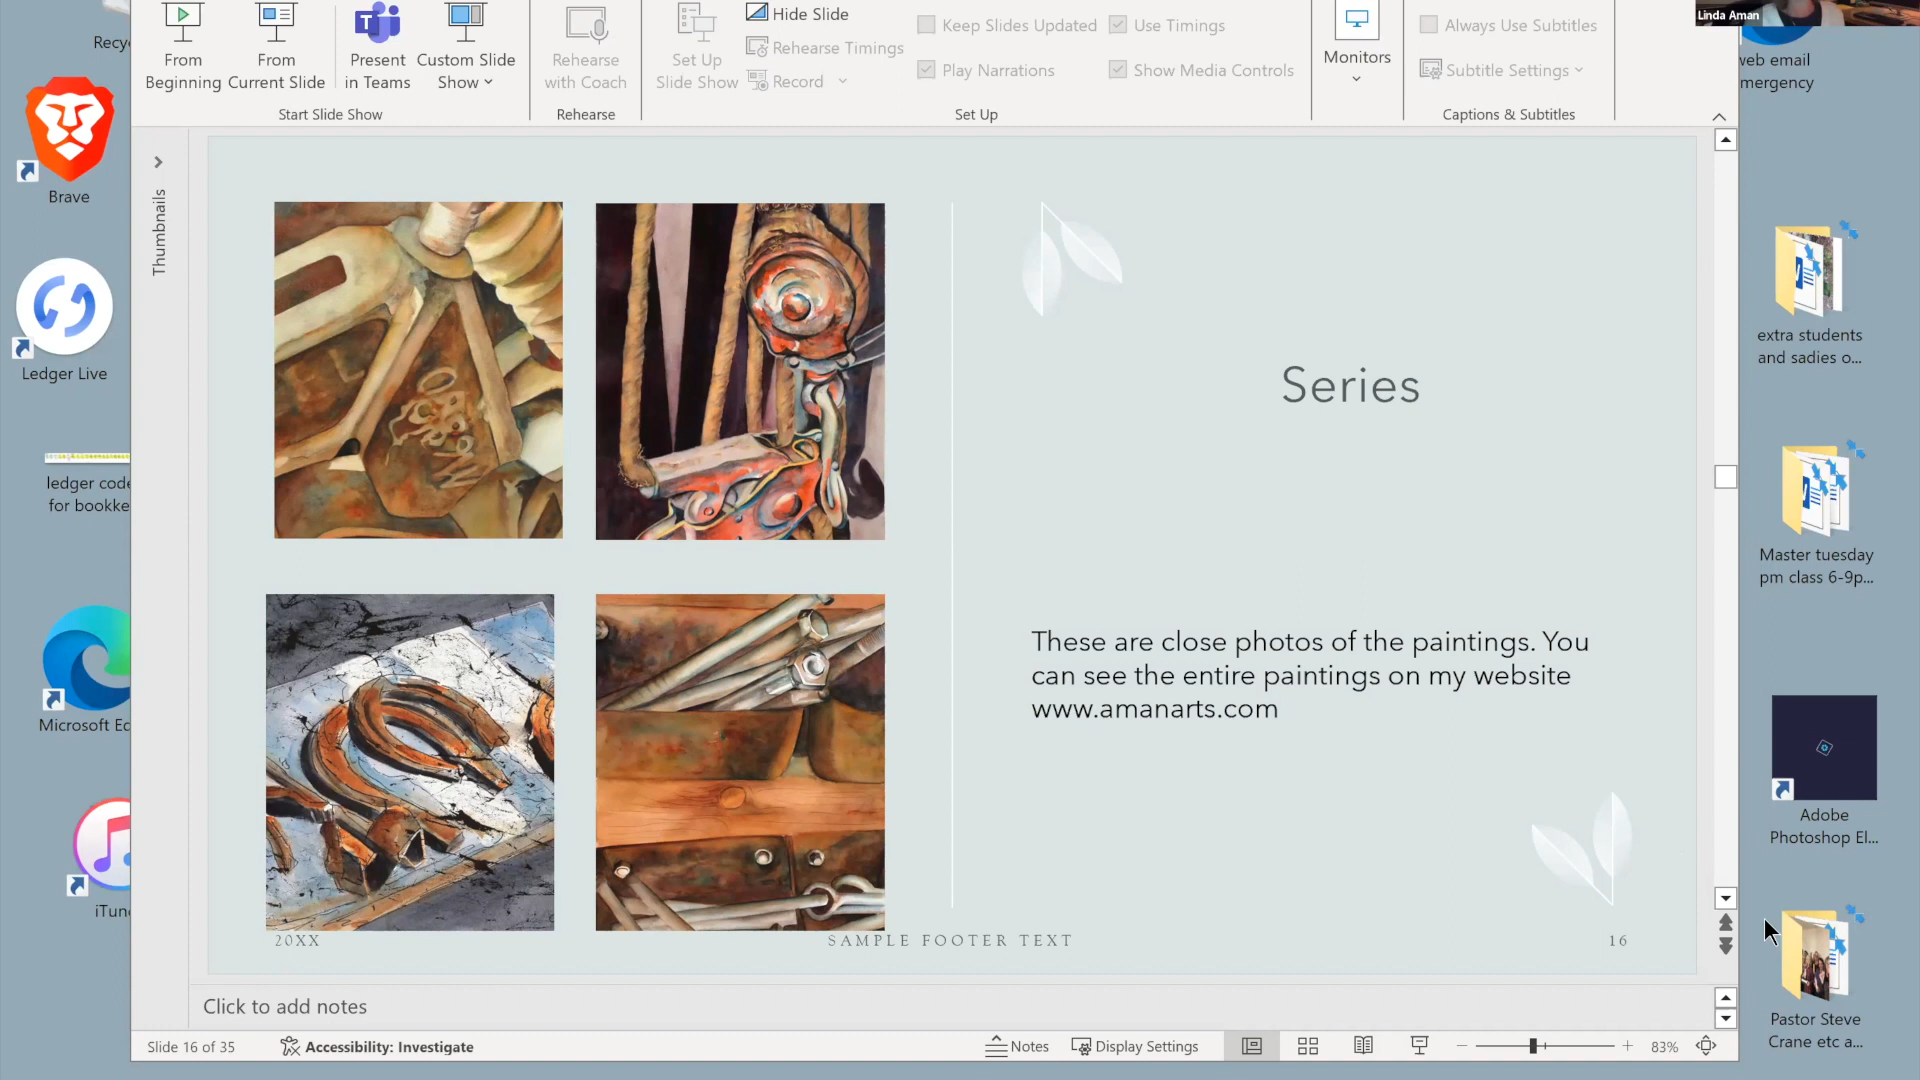 Linda Aman
Recyc
Brave
Ledger Live
ledger code
for bookke
Microsoft Ed
iTune
From
Beginning
From
Current Slide
Present
in Teams
Custom Slide
Show
Start Slide Show
Rehearse
with Coach
Rehearse
Set Up
Slide Show
Hide Slide
Rehearse Timings
Record
Keep Slides Updated
Play Narrations
Use Timings
Show Media Controls
Set Up
Monitors
Always Use Subtitles
Subtitle Settings
Captions & Subtitles
Thumbnails
Series
These are close photos of the paintings. You
can see the entire paintings on my website
www.amanarts.com
20XX
SAMPLE FOOTER TEXT
16
Click to add notes
Slide 16 of 35
Accessibility: Investigate
Notes
Display Settings
83%
web email
mergency
extra students
and sadies o...
Master tuesday
pm class 6-9p...
Adobe
Photoshop El...
Pastor Steve
Crane etc a...